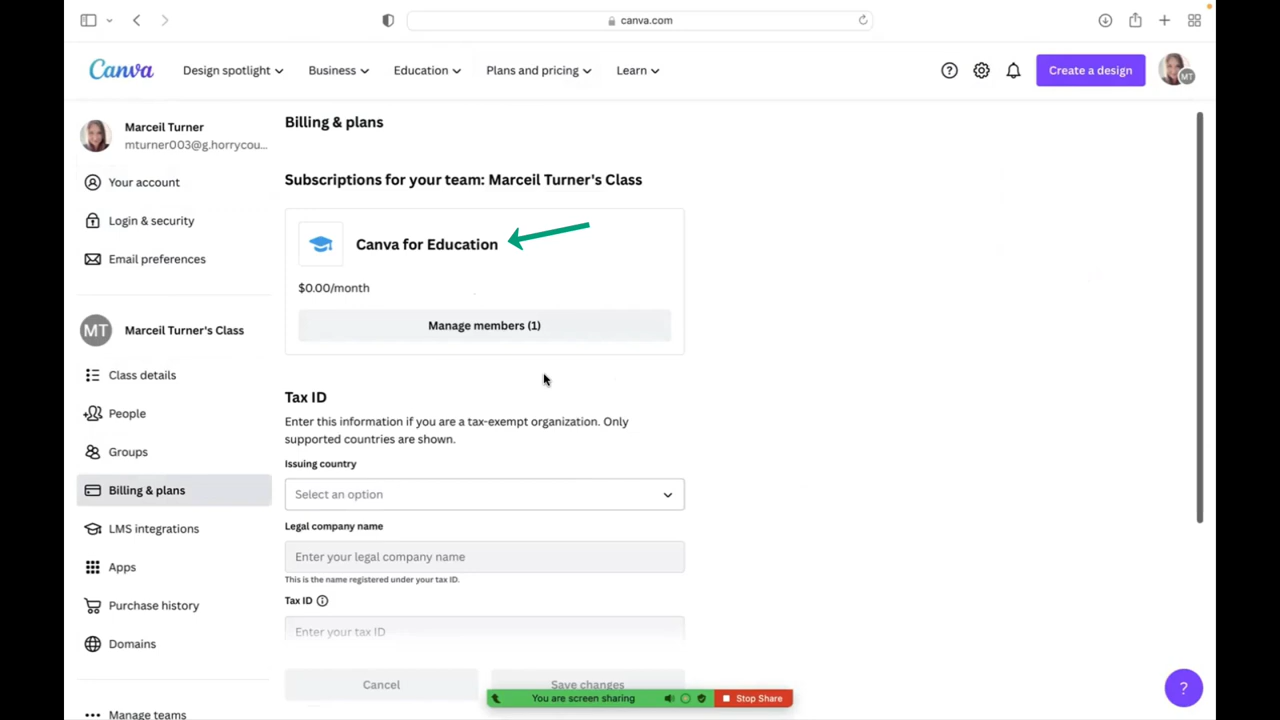 canva.com
Canva
Design spotlight
Business
Education
Plans and pricing
Learn
?
Create a design
MT
Marceil Turner
mturner003@g.horrycou...
Your account
Login & security
Email preferences
MT
Marceil Turner's Class
Class details
People
Groups
Billing & plans
LMS integrations
Apps
Purchase history
Domains
Manage teams
Billing & plans
Subscriptions for your team: Marceil Turner's Class
Canva for Education
$0.00/month
Manage members (1)
Tax ID
Enter this information if you are a tax-exempt organization. Only
supported countries are shown.
Issuing country
Select an option
Legal company name
Enter your legal company name
This is the name registered under your tax ID.
Tax ID
Enter your tax ID
Cancel
Save changes
You are screen sharing
Stop Share
?